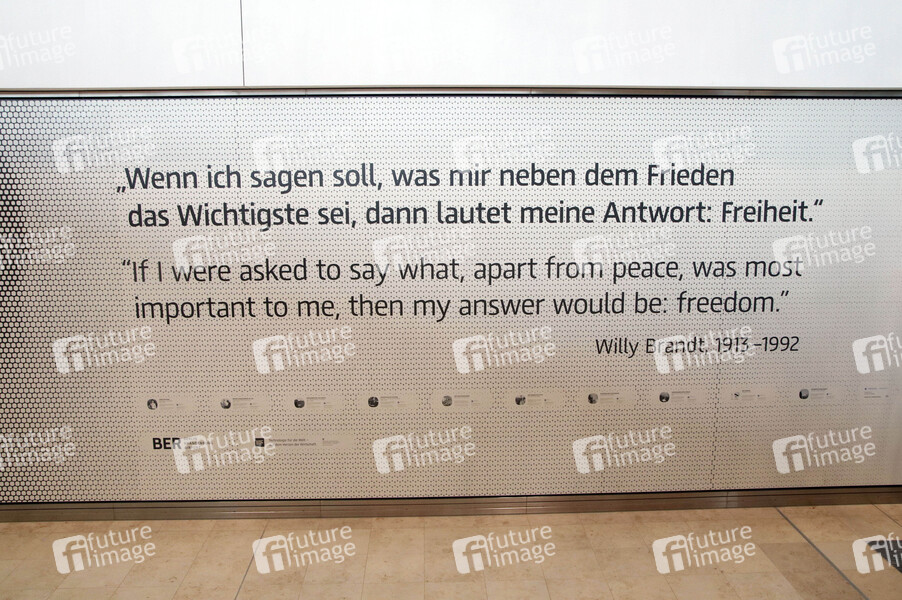 „Wenn ich sagen soll, was mir neben dem Frieden
das Wichtigste sei, dann lautet meine Antwort: Freiheit.“
“If I were asked to say what, apart from peace, was most
important to me, then my answer would be: freedom.”
Willy Brandt, 1913–1992
BER
future image